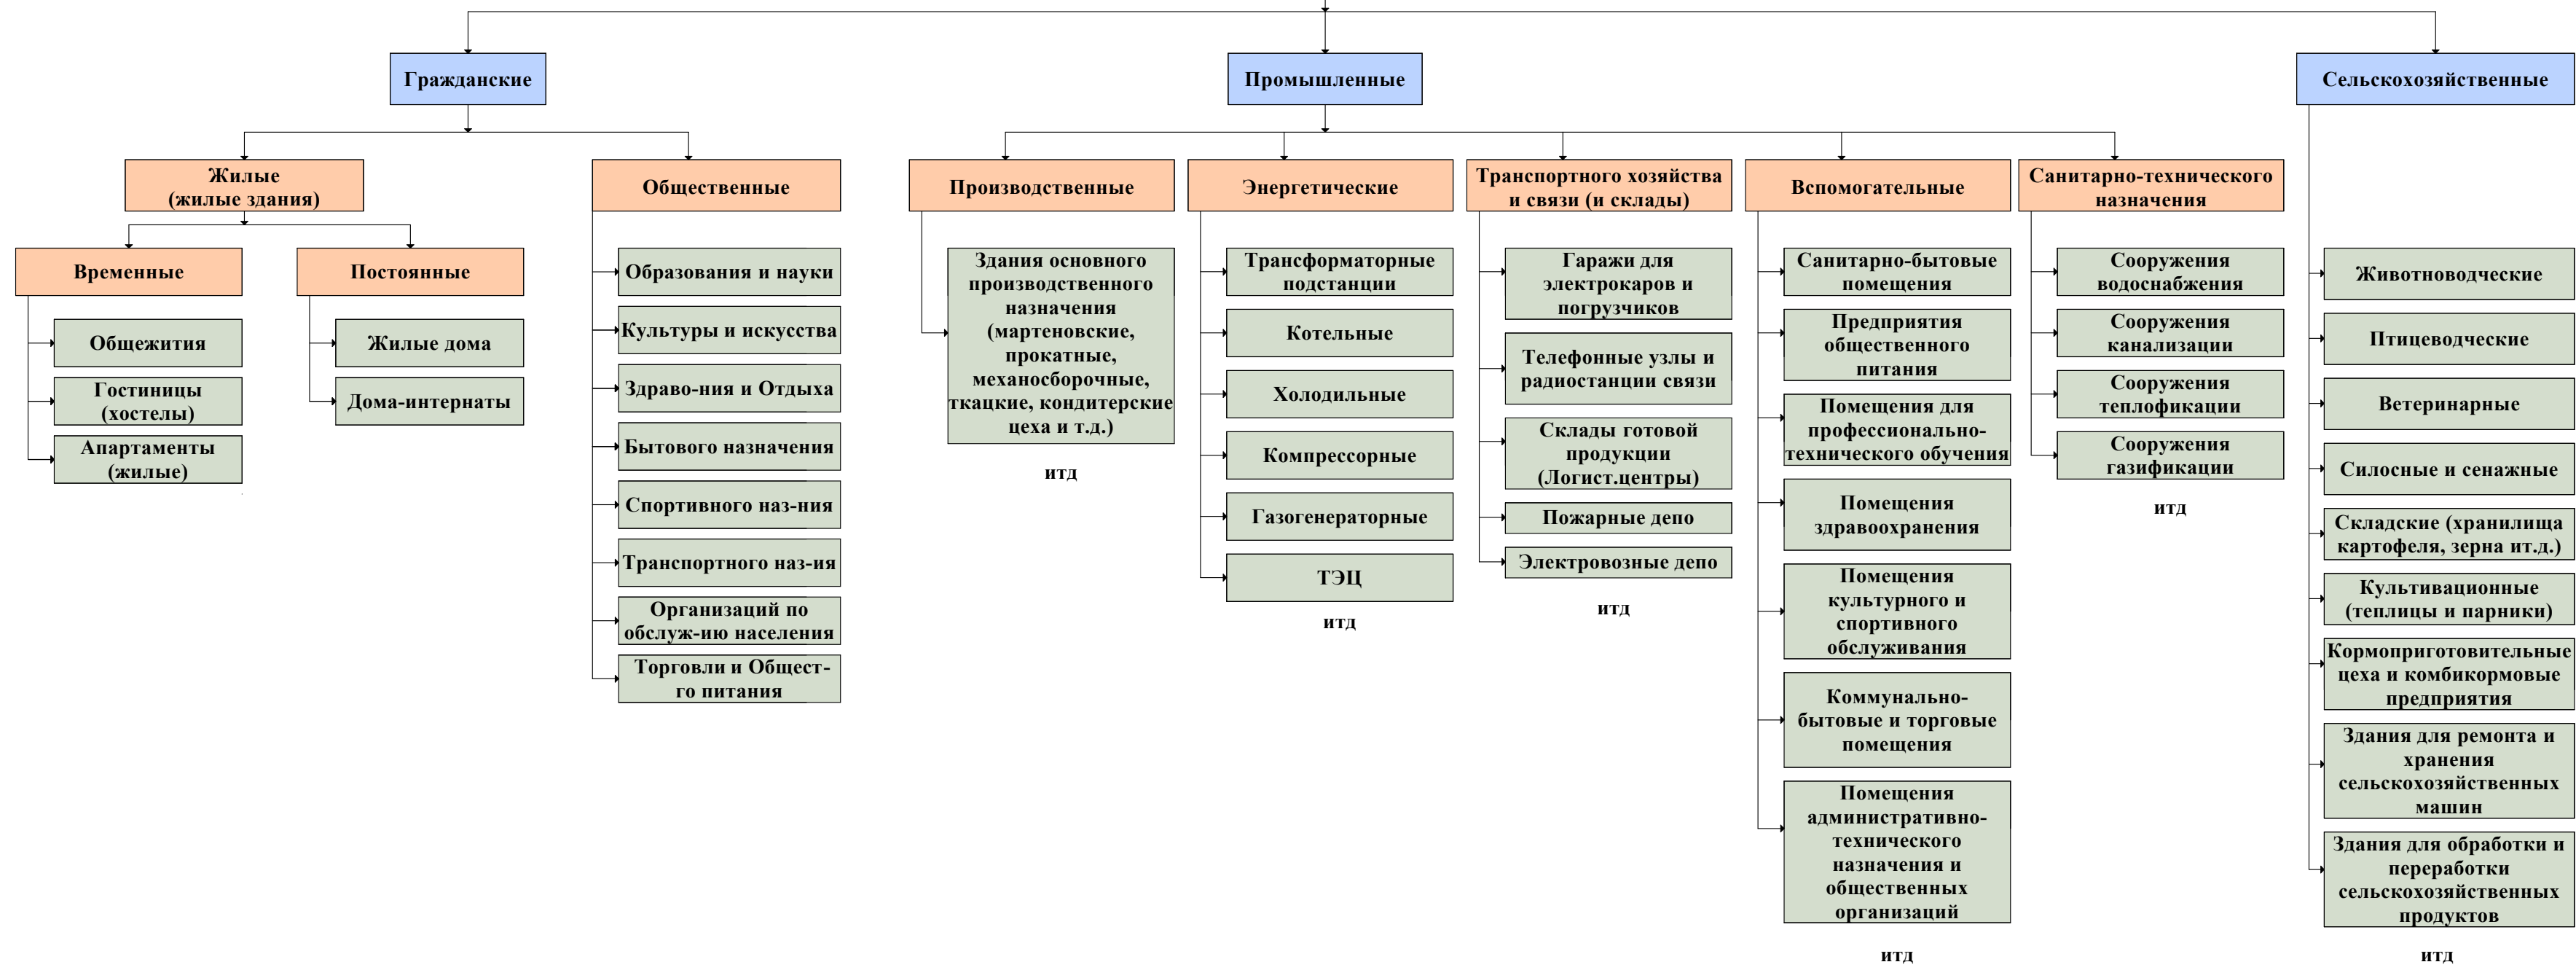 Гражданские
Промышленные
Сельскохозяйственные
Жилые
(жилые здания)
Общественные
Производственные
Энергетические
Транспортного хозяйства
и связи (и склады)
Вспомогательные
Санитарно-технического
назначения
Временные
Постоянные
Общежития
Гостиницы
(хостелы)
Апартаменты
(жилые)
Жилые дома
Дома-интернаты
Образования и науки
Культуры и искусства
Здраво-ния и Отдыха
Бытового назначения
Спортивного наз-ния
Транспортного наз-ия
Организаций по
обслуж-ию населения
Торговли и Общест-
го питания
Здания основного
производственного
назначения
(мартеновские,
прокатные,
механосборочные,
ткацкие, кондитерские
цеха и т.д.)
итд
Трансформаторные
подстанции
Котельные
Холодильные
Компрессорные
Газогенераторные
ТЭЦ
итд
Гаражи для
электрокаров и
погрузчиков
Телефонные узлы и
радиостанции связи
Склады готовой
продукции
(Логист.центры)
Пожарные депо
Электровозные депо
итд
Санитарно-бытовые
помещения
Предприятия
общественного
питания
Помещения для
профессионально-
технического обучения
Помещения
здравоохранения
Помещения
культурного и
спортивного
обслуживания
Коммунально-
бытовые и торговые
помещения
Помещения
административно-
технического
назначения и
общественных
организаций
итд
Сооружения
водоснабжения
Сооружения
канализации
Сооружения
теплофикации
Сооружения
газификации
итд
Животноводческие
Птицеводческие
Ветеринарные
Силосные и сенажные
Складские (хранилища
картофеля, зерна ит.д.)
Культивационные
(теплицы и парники)
Кормоприготовительные
цеха и комбикормовые
предприятия
Здания для ремонта и
хранения
сельскохозяйственных
машин
Здания для обработки и
переработки
сельскохозяйственных
продуктов
итд